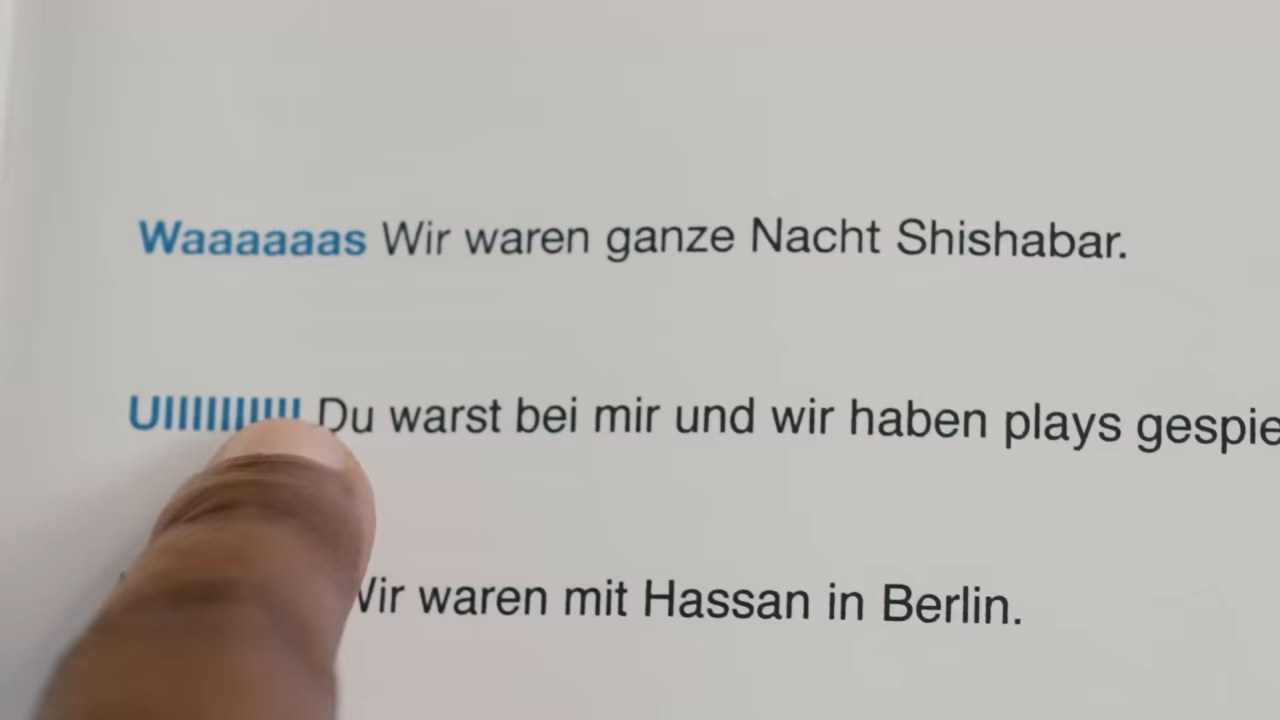 Waaaaaas Wir waren ganze Nacht Shishabar.
Du warst bei mir und wir haben plays gespie
Wir waren mit Hassan in Berlin.